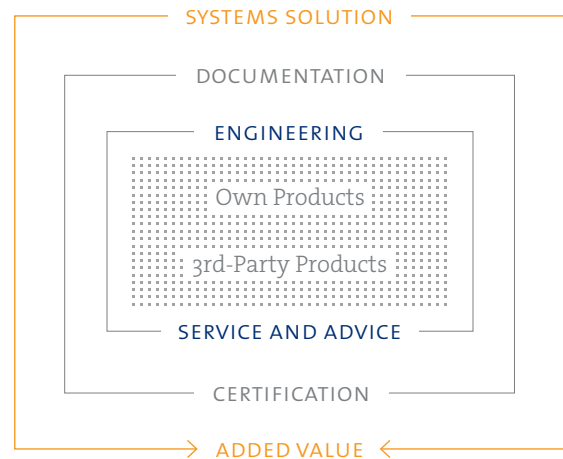 SYSTEMS SOLUTION
DOCUMENTATION
ENGINEERING
Own Products
3rd-Party Products
SERVICE AND ADVICE
CERTIFICATION
ADDED VALUE